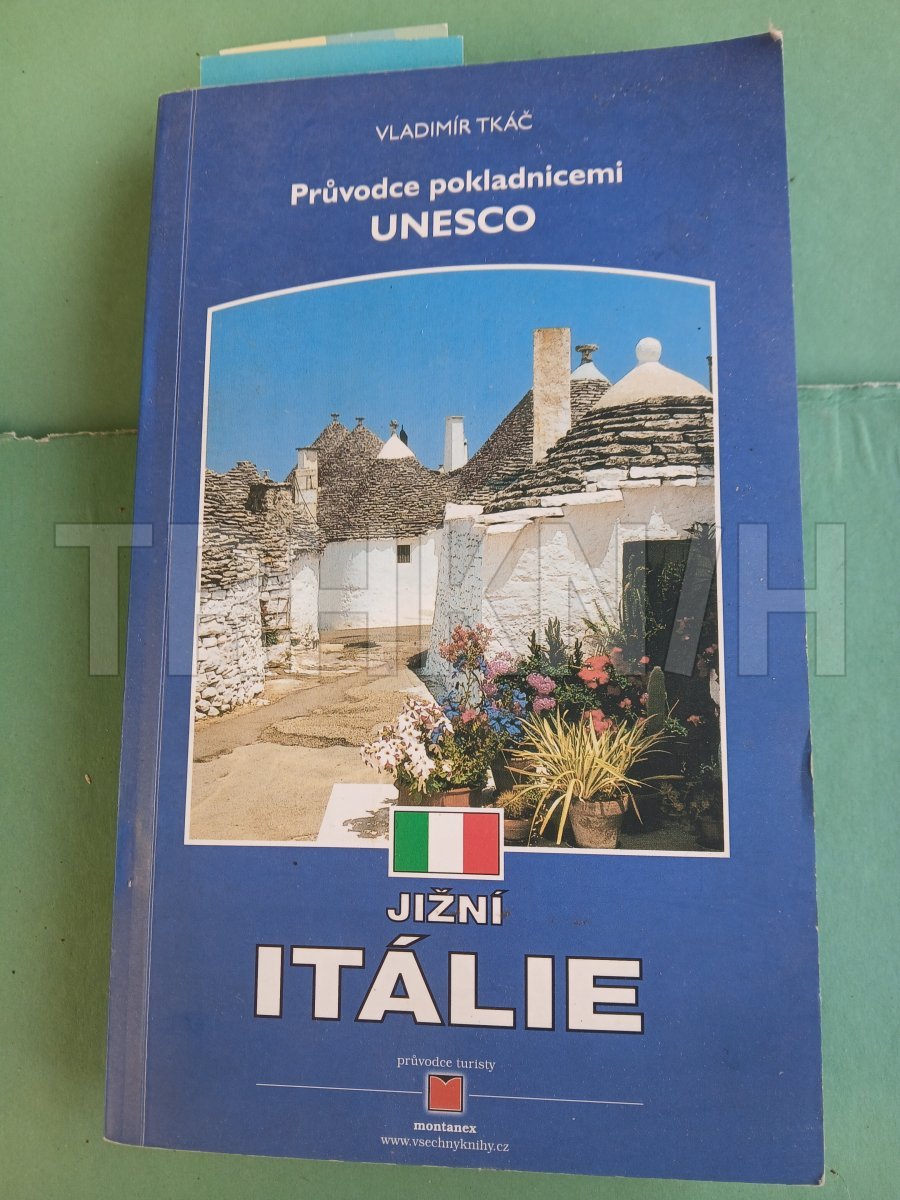 VLADIMÍR TKÁČ
Průvodce pokladnicemi
UNESCO
JIŽNÍ
ITÁLIE
průvodce turisty
montanex
www.vsechnyknihy.cz